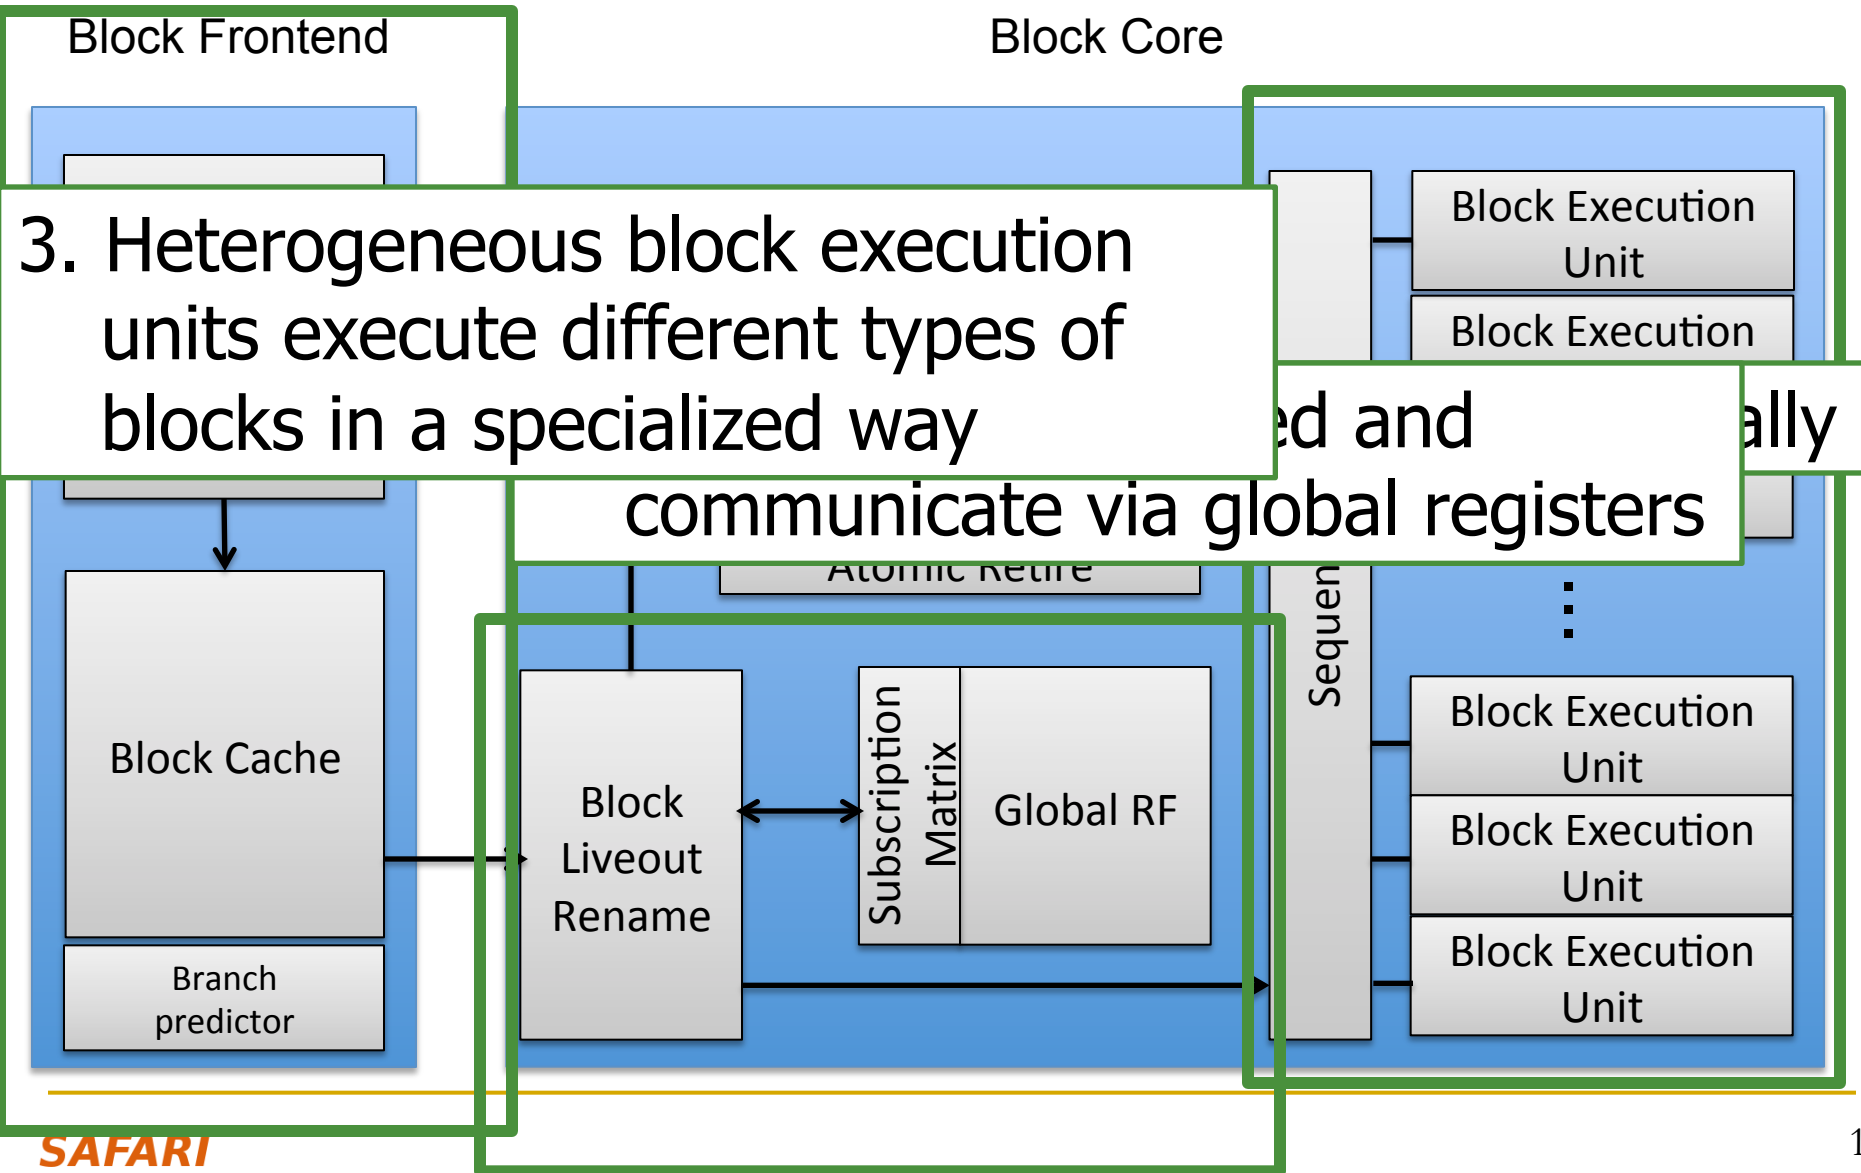 Block Frontend
Block Core
3. Heterogeneous block execution
units execute different types of
blocks in a specialized way
and
communicate via global registers
Block Execution
Unit
Block Execution
Atomic Retire
Block Cache
Branch
predictor
Block
Liveout
Rename
Subscription
Matrix
Global RF
Block Execution
Unit
Block Execution
Unit
Block Execution
Unit
SAFARI